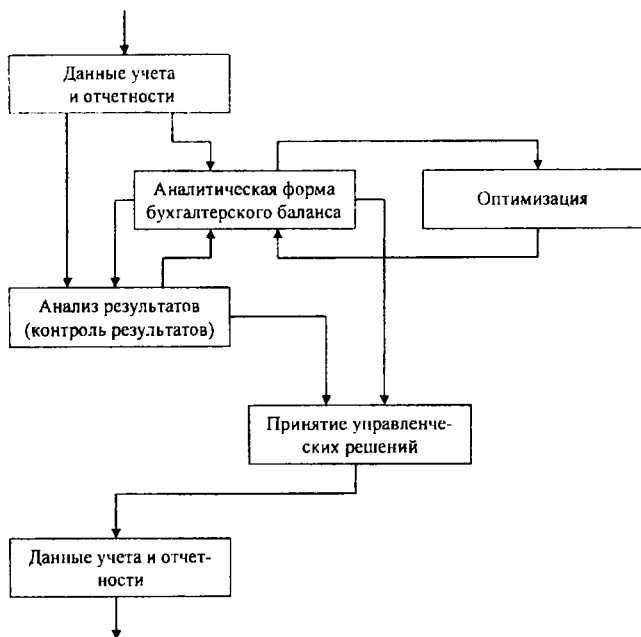 Данные учета
и отчетности
Аналитическая форма
бухгалтерского баланса
Оптимизация
Анализ результатов
(контроль результатов)
Принятие управленче-
ских решений
Данные учета и отчет-
ности